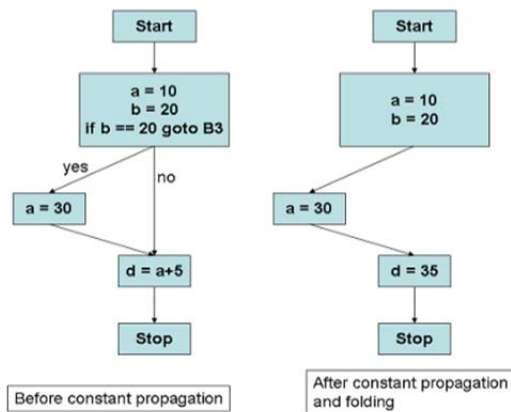 Start
a = 10
b = 20
if b == 20 goto B3
yes
no
a = 30
d = a+5
Stop
Before constant propagation
Start
a = 10
b = 20
a = 30
d = 35
Stop
After constant propagation
and folding